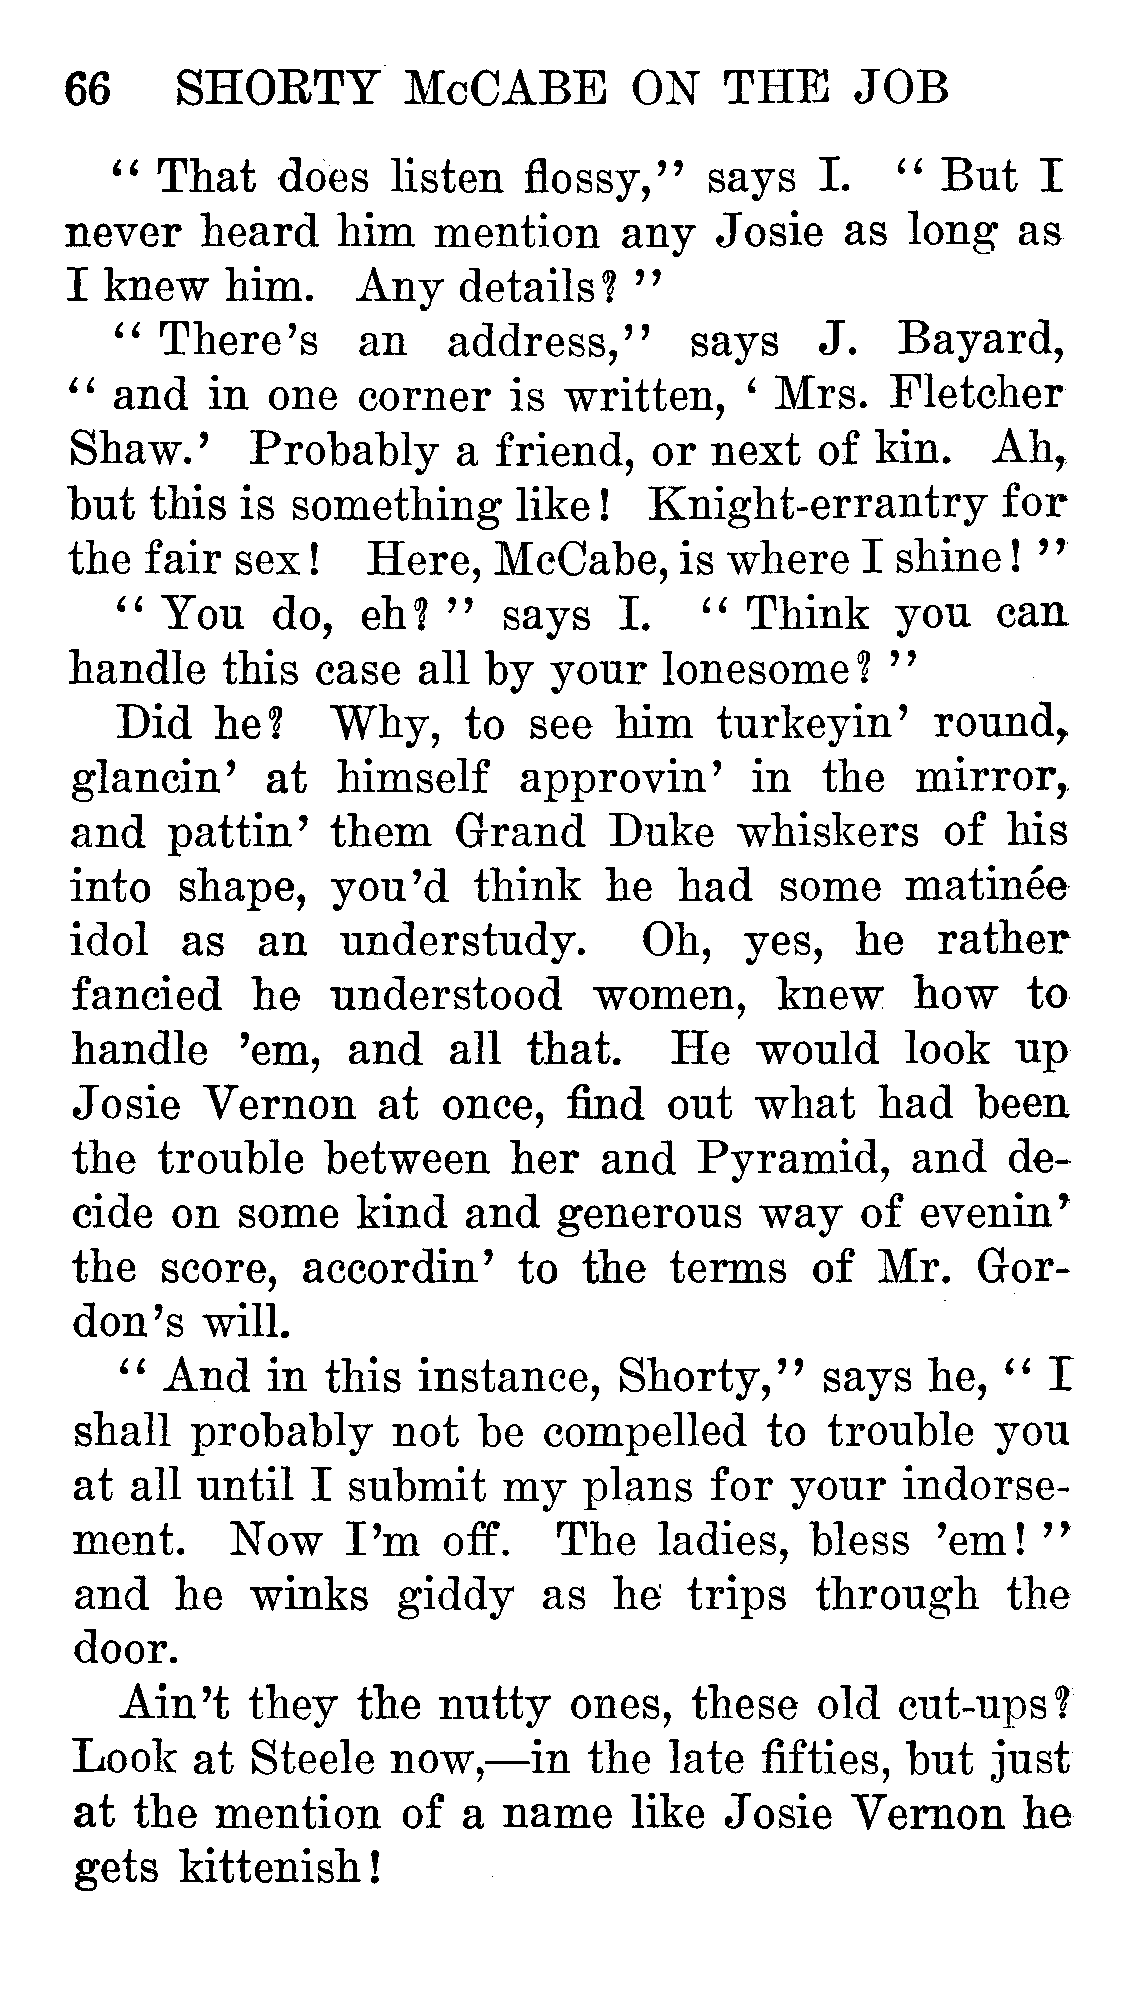 66 SHORTY McCABE ON THE JOB
“ That does listen flossy,” says I. “ But I
never heard him mention any Josie as long as
I knew him. Any details? ”
“ There’s an address,” says J. Bayard,
“ and in one corner is written, ‘ Mrs. Fletcher
Shaw.’ Probably a friend, or next of kin. Ah,
but this is something like! Knight-errantry for
the fair sex! Here, McCabe, is where I shine! ”
“ You do, eh? ” says I. “ Think you can
handle this case all by your lonesome? ”
Did he? Why, to see him turkeyin’ round,
glancin’ at himself approvin’ in the mirror,
and pattin’ them Grand Duke whiskers of his
into shape, you’d think he had some matinée
idol as an understudy. Oh, yes, he rather
fancied he understood women, knew how to
handle ’em, and all that. He would look up
Josie Vernon at once, find out what had been
the trouble between her and Pyramid, and de-
cide on some kind and generous way of evenin’
the score, accordin’ to the terms of Mr. Gor-
don’s will.
“ And in this instance, Shorty,” says he, “ I
shall probably not be compelled to trouble you
at all until I submit my plans for your indorse-
ment. Now I’m off. The ladies, bless ’em! ”
and he winks giddy as he trips through the
door.
Ain’t they the nutty ones, these old cut-ups?
Look at Steele now,—in the late fifties, but just
at the mention of a name like Josie Vernon he
gets kittenish!